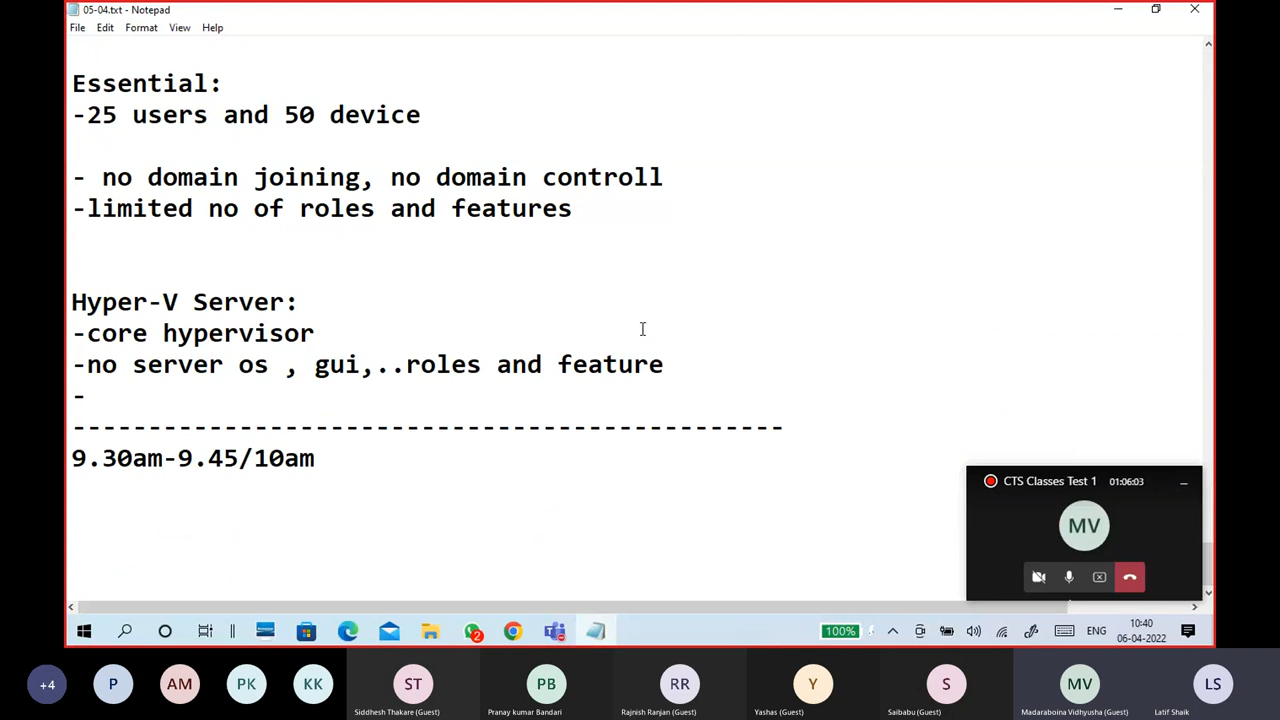 05-04.txt - Notepad
File Edit Format View Help
Essential:
-25 users and 50 device
- no domain joining, no domain controll
-limited no of roles and features
Hyper-V Server:
-core hypervisor
-no server os , gui,..roles and feature
-
-----------------------------------------------
9.30am-9.45/10am
CTS Classes Test 1 01:06:03
MV
2
100%
ENG
10:40
06-04-2022
+4 P AM PK KK ST PB RR Y S MV LS
Siddhesh Thakare (Guest) Pranay kumar Bandari Rajnish Ranjan (Guest) Yashas (Guest) Saibabu (Guest) Madaraboina Vidhyusha (Guest) Latif Shaik